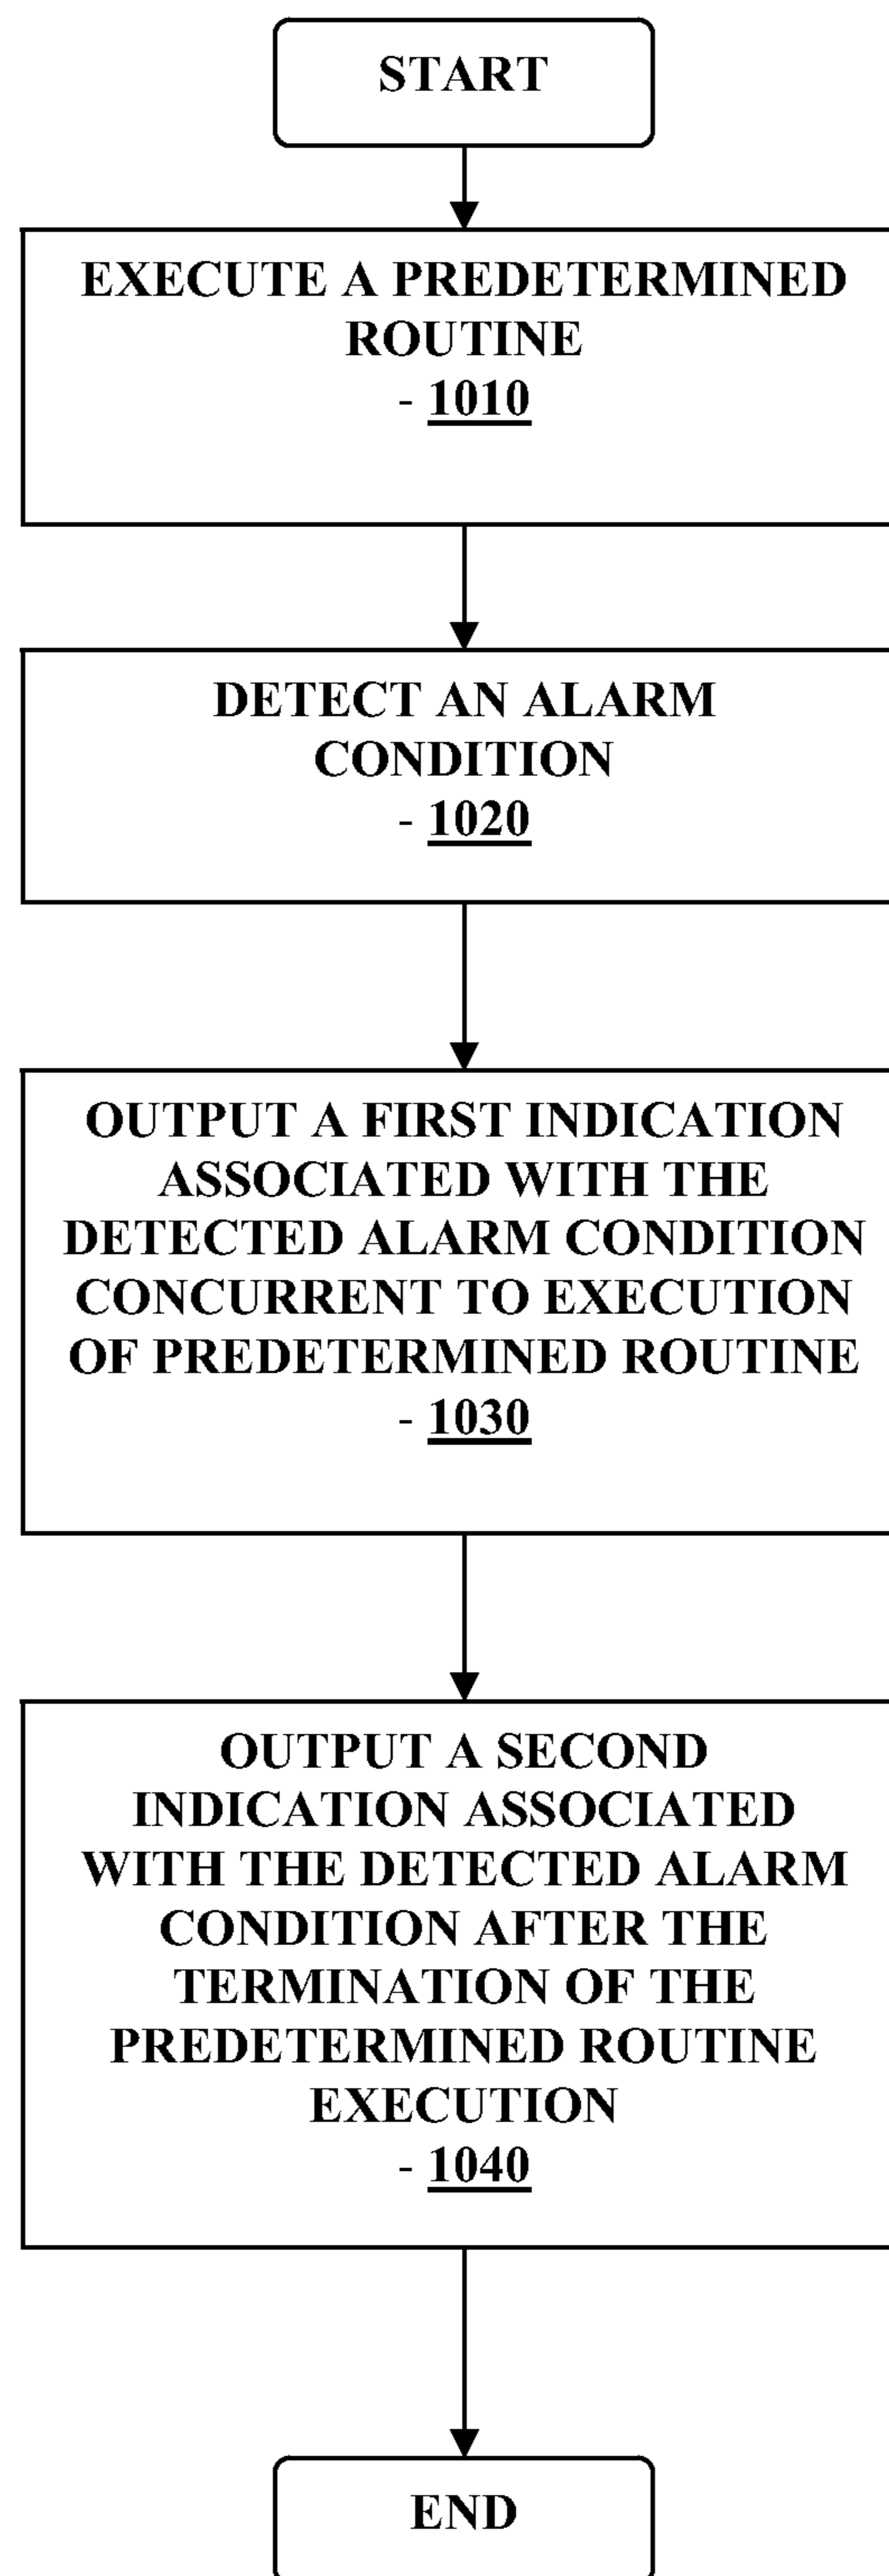 START
EXECUTE A PREDETERMINED
ROUTINE
- 1010
DETECT AN ALARM
CONDITION
- 1020
OUTPUT A FIRST INDICATION
ASSOCIATED WITH THE
DETECTED ALARM CONDITION
CONCURRENT TO EXECUTION
OF PREDETERMINED ROUTINE
- 1030
OUTPUT A SECOND
INDICATION ASSOCIATED
WITH THE DETECTED ALARM
CONDITION AFTER THE
TERMINATION OF THE
PREDETERMINED ROUTINE
EXECUTION
- 1040
END